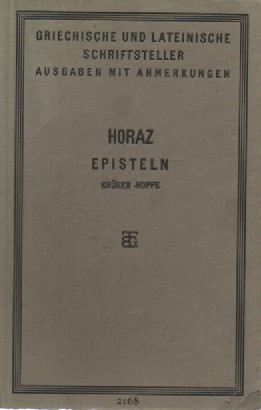 GRIECHISCHE UND LATEINISCHE
SCHRIFTSTELLER
AUSGABEN MIT ANMERKUNGEN
HORAZ
EPISTELN
KRÜGER-HOPPE
2168